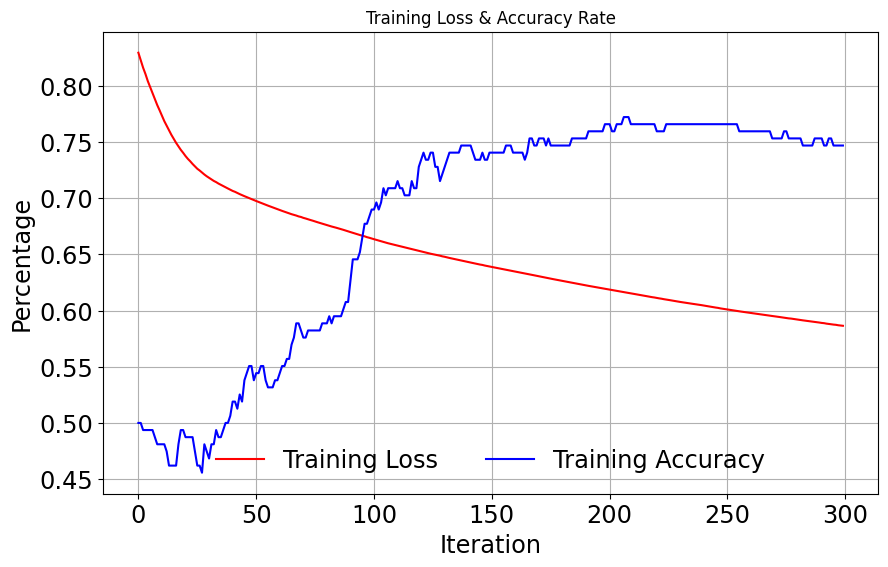 Training Loss & Accuracy Rate
Percentage
0.80
0.75
0.70
0.65
0.60
0.55
0.50
0.45
Training Loss
Training Accuracy
0 50 100 150 200 250 300
Iteration